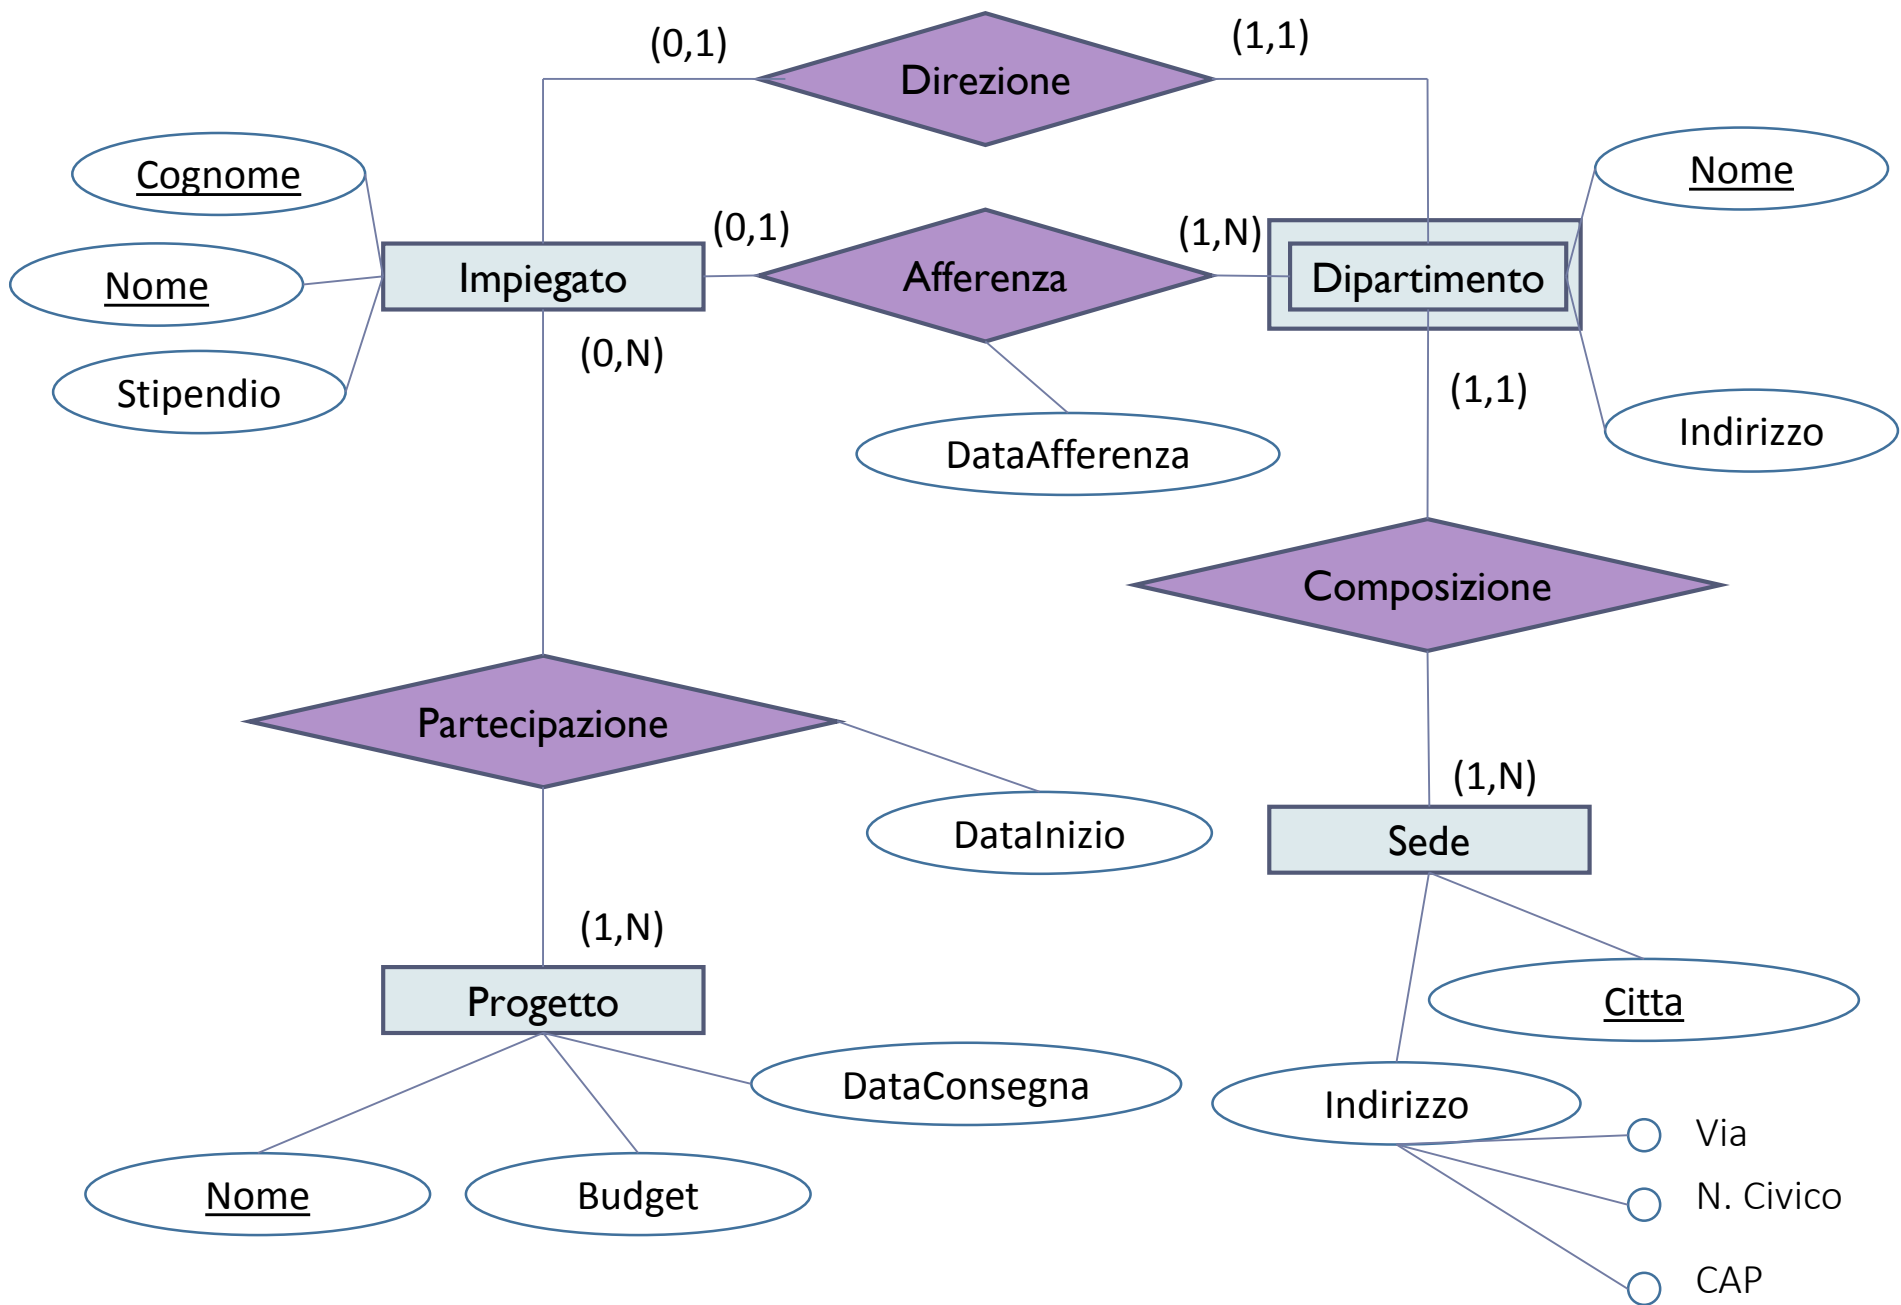 (0,1)
(1,1)
Direzione
Cognome
Nome
(0,1)
(1,N)
Nome
Impiegato
Afferenza
Dipartimento
(0,N)
Stipendio
(1,1)
DataAfferenza
Indirizzo
Composizione
Partecipazione
(1,N)
DataInizio
Sede
(1,N)
Progetto
Citta
DataConsegna
Indirizzo
Via
Nome
Budget
N. Civico
CAP